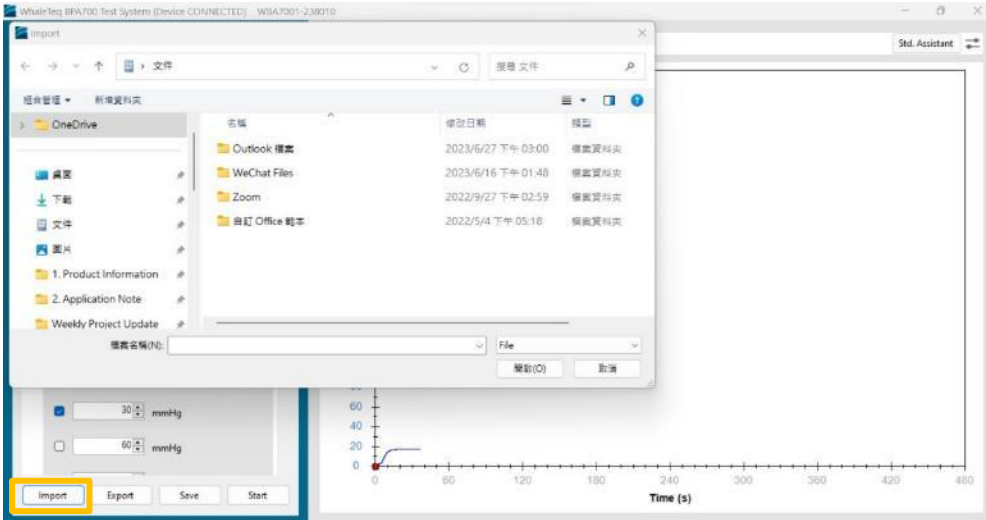 WhaleTeq BPA700 Test System (Device CONNECTED) WBA7001-238010
Import
Std. Assistant
文件
搜尋 文件
組合管理 新增資料夾
OneDrive
桌面
下載
文件
圖片
1. Product Information
2. Application Note
Weekly Project Update
名稱 修改日期 類型
Outlook 檔案 2023/6/27 下午 03:00 檔案資料夾
WeChat Files 2023/6/16 下午 01:48 檔案資料夾
Zoom 2022/9/27 下午 02:59 檔案資料夾
自訂 Office 範本 2022/5/4 下午 05:18 檔案資料夾
檔案名稱(N): File
開啟(O) 取消
30 mmHg
60 mmHg
Import Export Save Start
60
40
20
0
0 60 120 180 240 300 360 420 480
Time (s)